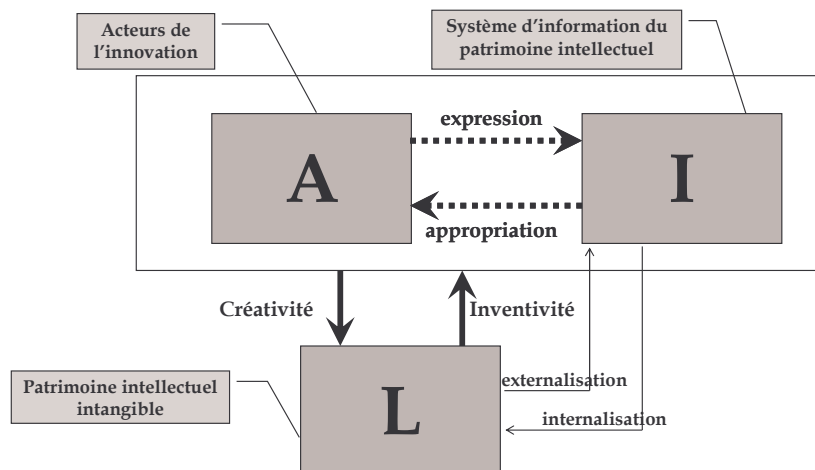 Acteurs de
l’innovation
Système d’information du
patrimoine intellectuel
expression
A
I
appropriation
Créativité
Inventivité
Patrimoine intellectuel
intangible
L
externalisation
internalisation